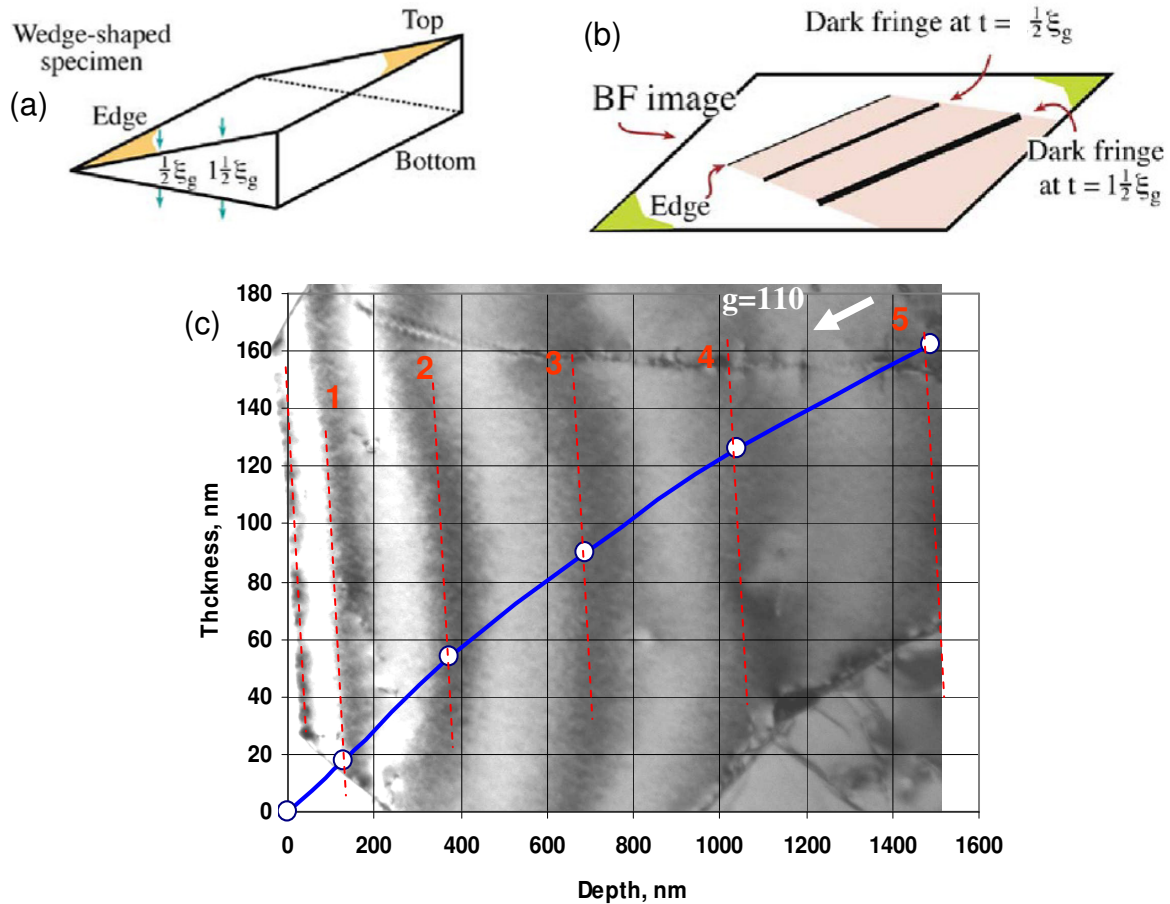 (a)
Wedge-shaped
specimen
Top
Edge
½ξg 1½ξg
Bottom
(b)
Dark fringe at t = ½ξg
BF image
Edge
Dark fringe
at t = 1½ξg
(c)
g=110
1
2
3
4
5
180
160
140
120
100
80
60
40
20
0
Thckness, nm
0 200 400 600 800 1000 1200 1400 1600
Depth, nm